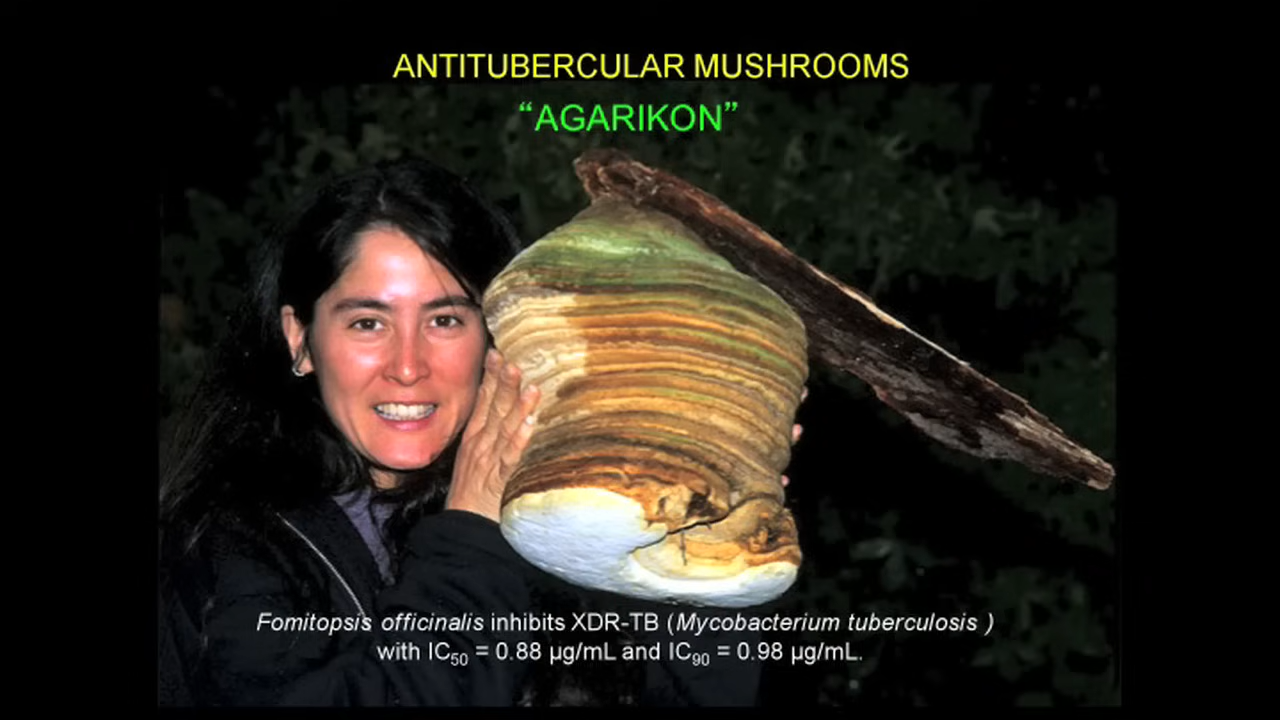 ANTITUBERCULAR MUSHROOMS
“AGARIKON”
Fomitopsis officinalis inhibits XDR-TB (Mycobacterium tuberculosis )
with IC50 = 0.88 µg/mL and IC90 = 0.98 µg/mL.